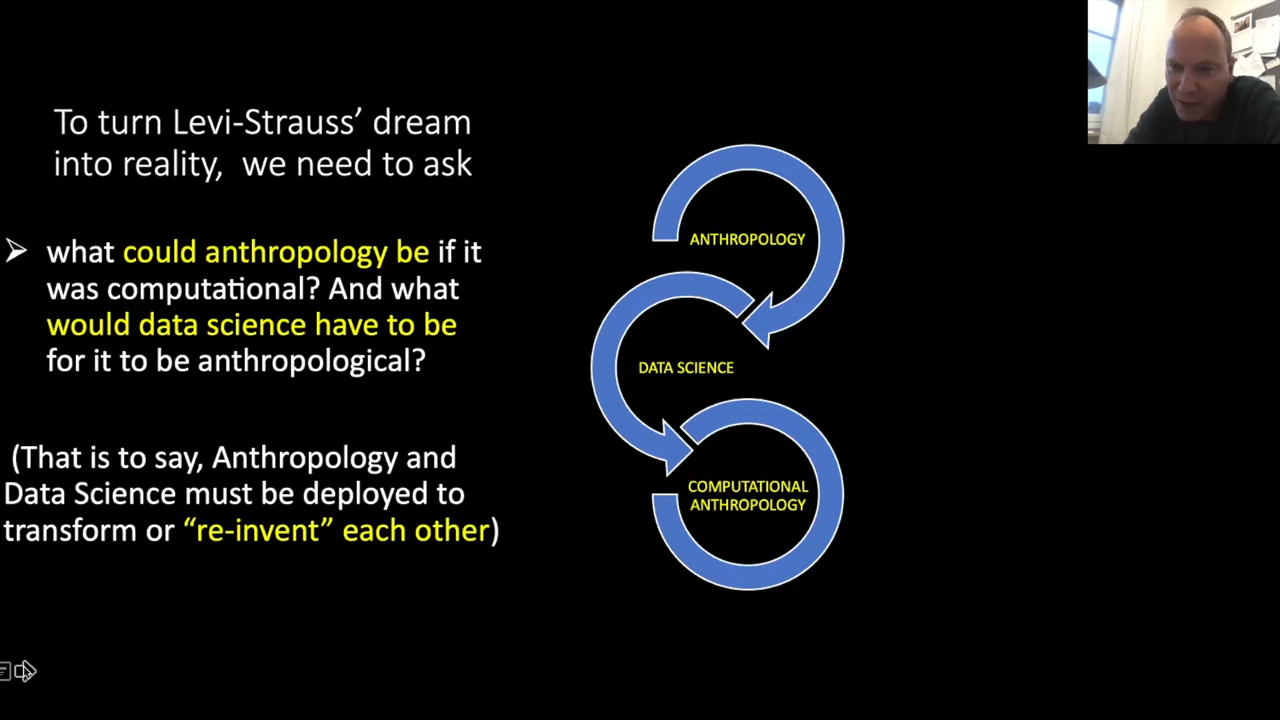 To turn Levi-Strauss’ dream
into reality,  we need to ask
what could anthropology be if it
was computational? And what
would data science have to be
for it to be anthropological?
(That is to say, Anthropology and
Data Science must be deployed to
transform or “re-invent” each other)
ANTHROPOLOGY
DATA SCIENCE
COMPUTATIONAL
ANTHROPOLOGY